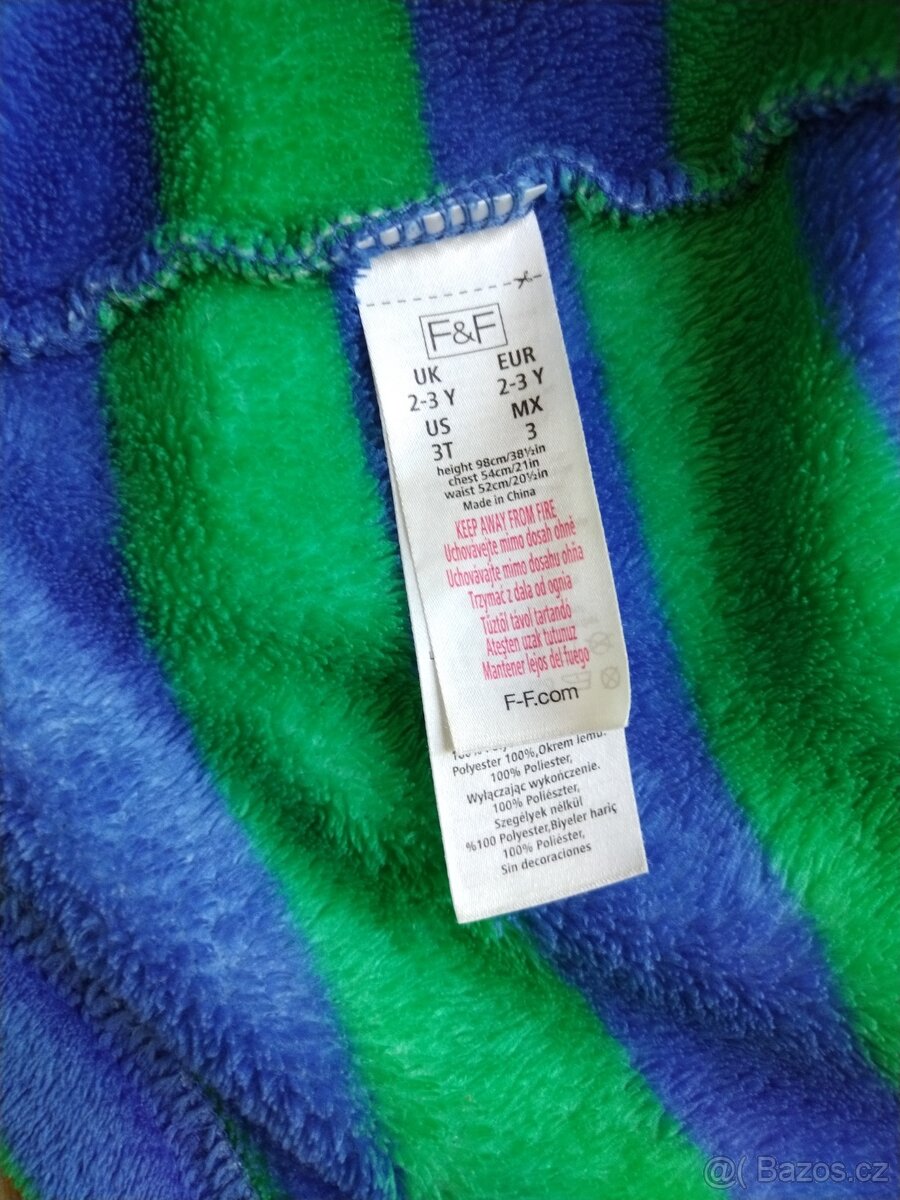 F&F
UK EUR
2-3 Y 2-3 Y
US MX
3T 3
height 98cm/38½in
chest 54cm/21in
waist 52cm/20½in
Made in China
KEEP AWAY FROM FIRE
Uchovavejte mimo dosah ohně
Uchovávajte mimo dosahu ohňa
Trzymać z dala od ognia
Tűztől távol tartandó
Ateşten uzak tutunuz
Mantener lejos del fuego
F-F.com
Polyester 100%,Okrem lemu.
100% Poliester,
Wyłączając wykończenie.
100% Poliészter,
Szegélyek nélkül
%100 Polyester,Biyeler hariç
100% Poliéster,
Sin decoraciones
@( Bazos.cz